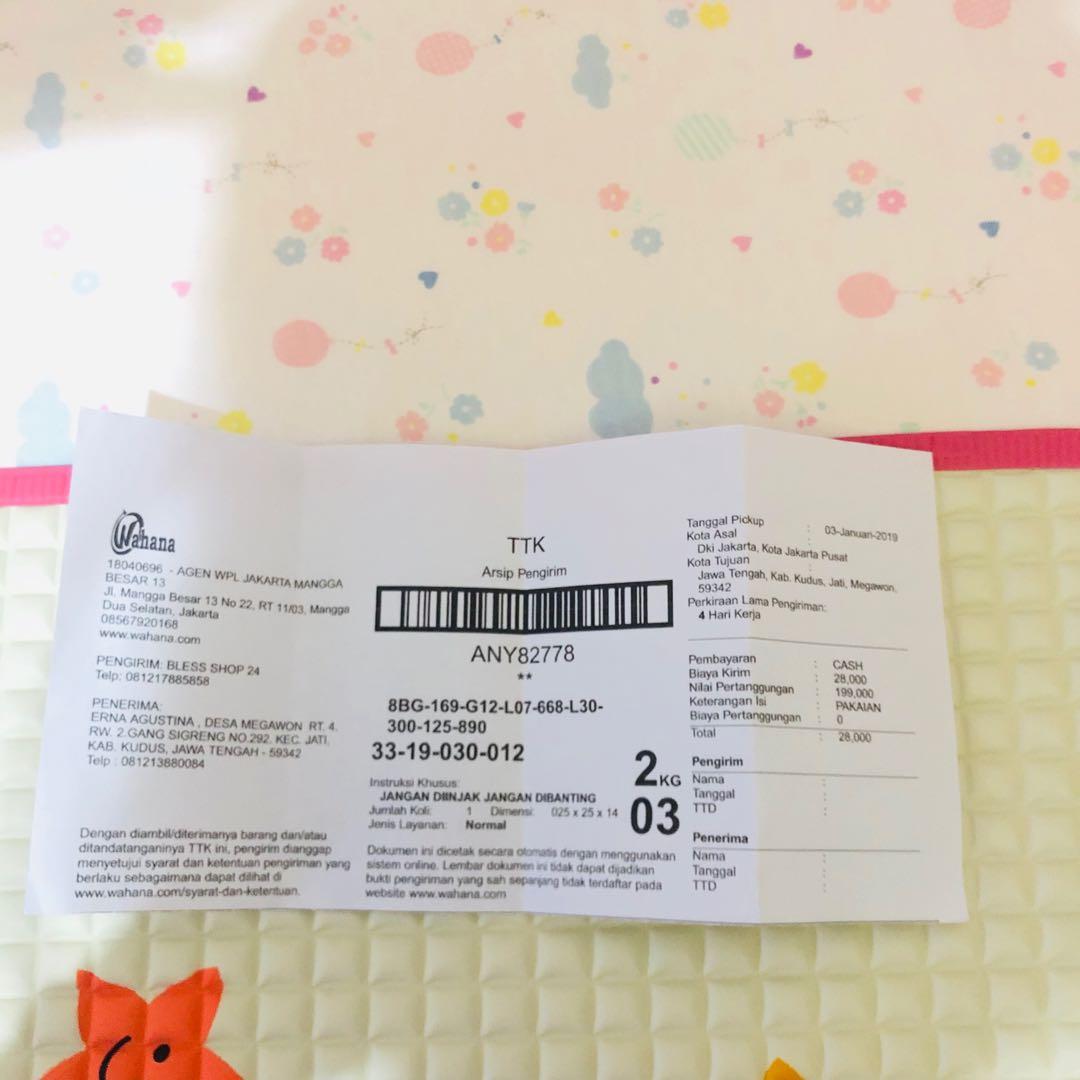 Wahana
18040696 - AGEN WPL JAKARTA MANGGA
BESAR 13
Jl. Mangga Besar 13 No 22, RT 11/03, Mangga
Dua Selatan, Jakarta
08567920168
www.wahana.com
PENGIRIM: BLESS SHOP 24
Telp: 081217885858
PENERIMA:
ERNA AGUSTINA , DESA MEGAWON RT. 4.
RW. 2.GANG SIGRENG NO.292. KEC. JATI,
KAB. KUDUS, JAWA TENGAH - 59342
Telp : 081213880084
Dengan diambil/diterimanya barang dan/atau
ditandatanganinya TTK ini, pengirim dianggap
menyetujui syarat dan ketentuan pengiriman yang
berlaku sebagaimana dapat dilihat di
www.wahana.com/syarat-dan-ketentuan.
TTK
Arsip Pengirim
ANY82778
**
8BG-169-G12-L07-668-L30-
300-125-890
33-19-030-012
Instruksi Khusus:
JANGAN DIINJAK JANGAN DIBANTING
Jumlah Koli: 1 Dimensi: 025 x 25 x 14
Jenis Layanan: Normal
2KG
03
Dokumen ini dicetak secara otomatis dengan menggunakan
sistem online. Lembar dokumen ini tidak dapat dijadikan
bukti pengiriman yang sah sepanjang tidak terdaftar pada
website www.wahana.com
Tanggal Pickup : 03-Januari-2019
Kota Asal :
Dki Jakarta, Kota Jakarta Pusat
Kota Tujuan :
Jawa Tengah, Kab. Kudus, Jati, Megawon,
59342
Perkiraan Lama Pengiriman:
4 Hari Kerja
Pembayaran : CASH
Biaya Kirim : 28,000
Nilai Pertanggungan : 199,000
Keterangan Isi : PAKAIAN
Biaya Pertanggungan : 0
Total : 28,000
Pengirim
Nama :
Tanggal :
TTD :
Penerima
Nama :
Tanggal :
TTD :